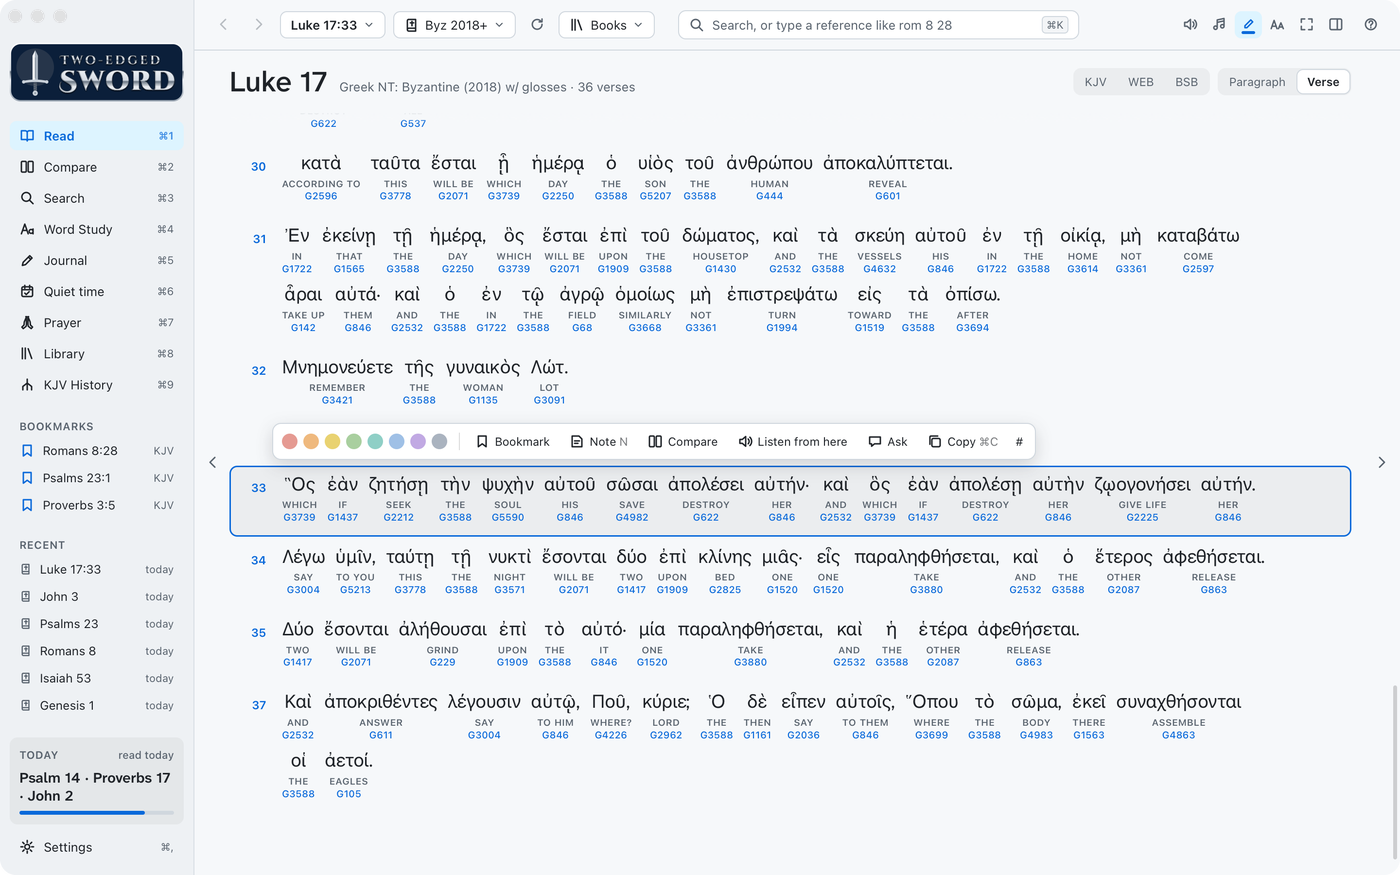 Luke 17:33
Byz 2018+
Books
Search, or type a reference like rom 8 28
⌘K
TWO-EDGED
SWORD
Read ⌘1
Compare ⌘2
Search ⌘3
Word Study ⌘4
Journal ⌘5
Quiet time ⌘6
Prayer ⌘7
Library ⌘8
KJV History ⌘9
BOOKMARKS
Romans 8:28 KJV
Psalms 23:1 KJV
Proverbs 3:5 KJV
RECENT
Luke 17:33 today
John 3 today
Psalms 23 today
Romans 8 today
Isaiah 53 today
Genesis 1 today
TODAY read today
Psalm 14 · Proverbs 17
· John 2
Settings ⌘,
Luke 17 Greek NT: Byzantine (2018) w/ glosses · 36 verses
KJV WEB BSB Paragraph Verse
G622 G537
30 κατὰ ταῦτα ἔσται ᾗ ἡμέρᾳ ὁ υἱὸς τοῦ ἀνθρώπου ἀποκαλύπτεται.
ACCORDING TO THIS WILL BE WHICH DAY THE SON THE HUMAN REVEAL
G2596 G3778 G2071 G3739 G2250 G3588 G5207 G3588 G444 G601
31 Ἐν ἐκείνῃ τῇ ἡμέρᾳ, ὃς ἔσται ἐπὶ τοῦ δώματος, καὶ τὰ σκεύη αὐτοῦ ἐν τῇ οἰκίᾳ, μὴ καταβάτω
IN THAT THE DAY WHICH WILL BE UPON THE HOUSETOP AND THE VESSELS HIS IN THE HOME NOT COME
G1722 G1565 G3588 G2250 G3739 G2071 G1909 G3588 G1430 G2532 G3588 G4632 G846 G1722 G3588 G3614 G3361 G2597
ἆραι αὐτά· καὶ ὁ ἐν τῷ ἀγρῷ ὁμοίως μὴ ἐπιστρεψάτω εἰς τὰ ὀπίσω.
TAKE UP THEM AND THE IN THE FIELD SIMILARLY NOT TURN TOWARD THE AFTER
G142 G846 G2532 G3588 G1722 G3588 G68 G3668 G3361 G1994 G1519 G3588 G3694
32 Μνημονεύετε τῆς γυναικὸς Λώτ.
REMEMBER THE WOMAN LOT
G3421 G3588 G1135 G3091
Bookmark Note N Compare Listen from here Ask Copy ⌘C #
33 Ὃς ἐὰν ζητήσῃ τὴν ψυχὴν αὐτοῦ σῶσαι ἀπολέσει αὐτήν· καὶ ὃς ἐὰν ἀπολέσῃ αὐτὴν ζῳογονήσει αὐτήν.
WHICH IF SEEK THE SOUL HIS SAVE DESTROY HER AND WHICH IF DESTROY HER GIVE LIFE HER
G3739 G1437 G2212 G3588 G5590 G846 G4982 G622 G846 G2532 G3739 G1437 G622 G846 G2225 G846
34 Λέγω ὑμῖν, ταύτῃ τῇ νυκτὶ ἔσονται δύο ἐπὶ κλίνης μιᾶς· εἷς παραληφθήσεται, καὶ ὁ ἕτερος ἀφεθήσεται.
SAY TO YOU THIS THE NIGHT WILL BE TWO UPON BED ONE ONE TAKE AND THE OTHER RELEASE
G3004 G5213 G3778 G3588 G3571 G2071 G1417 G1909 G2825 G1520 G1520 G3880 G2532 G3588 G2087 G863
35 Δύο ἔσονται ἀλήθουσαι ἐπὶ τὸ αὐτό· μία παραληφθήσεται, καὶ ἡ ἑτέρα ἀφεθήσεται.
TWO WILL BE GRIND UPON THE IT ONE TAKE AND THE OTHER RELEASE
G1417 G2071 G229 G1909 G3588 G846 G1520 G3880 G2532 G3588 G2087 G863
37 Καὶ ἀποκριθέντες λέγουσιν αὐτῷ, Ποῦ, κύριε; Ὁ δὲ εἶπεν αὐτοῖς, Ὅπου τὸ σῶμα, ἐκεῖ συναχθήσονται
AND ANSWER SAY TO HIM WHERE? LORD THE THEN SAY TO THEM WHERE THE BODY THERE ASSEMBLE
G2532 G611 G3004 G846 G4226 G2962 G3588 G1161 G2036 G846 G3699 G3588 G4983 G1563 G4863
οἱ ἀετοί.
THE EAGLES
G3588 G105